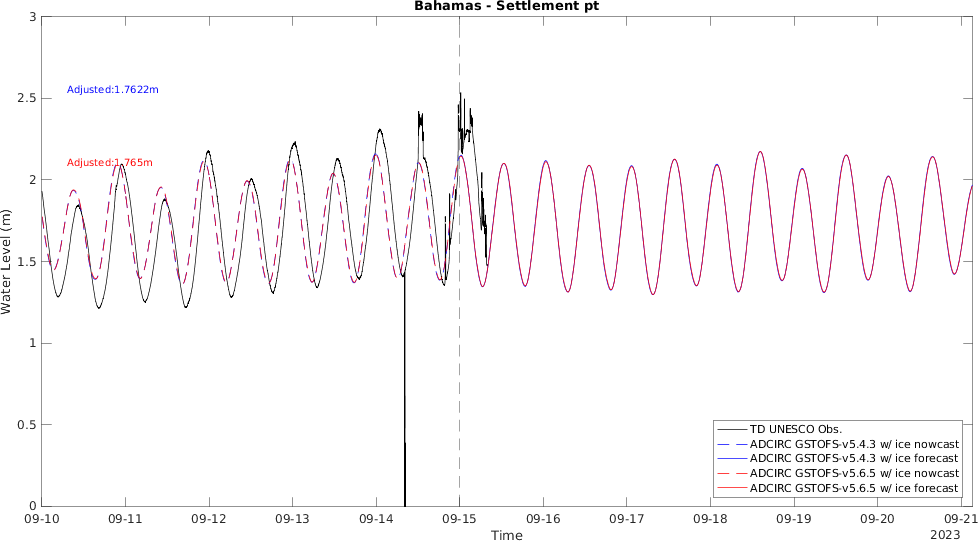 Bahamas - Settlement pt
3
2.5
2
1.5
1
0.5
0
Water Level (m)
Adjusted:1.7622m
Adjusted:1.765m
TD UNESCO Obs.
ADCIRC GSTOFS-v5.4.3 w/ ice nowcast
ADCIRC GSTOFS-v5.4.3 w/ ice forecast
ADCIRC GSTOFS-v5.6.5 w/ ice nowcast
ADCIRC GSTOFS-v5.6.5 w/ ice forecast
09-10 09-11 09-12 09-13 09-14 09-15 09-16 09-17 09-18 09-19 09-20 09-21
Time
2023